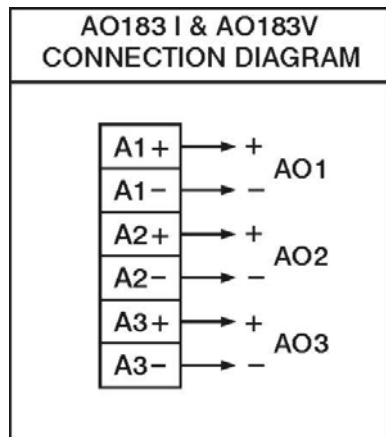 AO183 I & AO183V
CONNECTION DIAGRAM
A1+ +
A1− − AO1
A2+ +
A2− − AO2
A3+ +
A3− − AO3